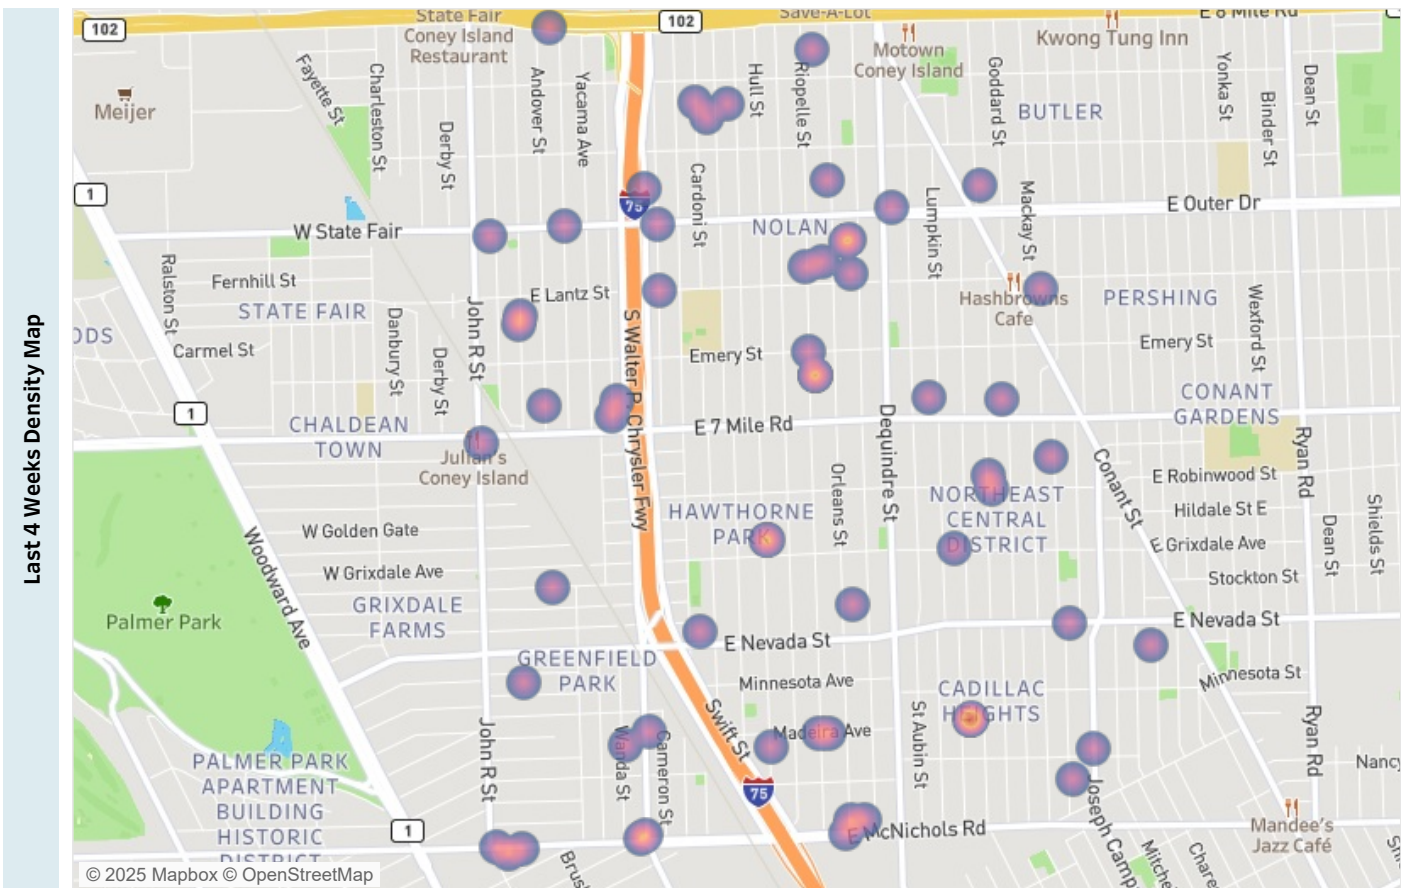 Last 4 Weeks Density Map
102
State Fair
Coney Island
Restaurant
102
Save-A-Lot
E 8 Mile Rd
Motown
Coney Island
Kwong Tung Inn
Meijer
Fayette St
Charleston St
Derby St
Andover St
Yacama Ave
Hull St
Riopelle St
Goddard St
BUTLER
Yonka St
Binder St
Dean St
1
75
Cardoni St
Lumpkin St
Mackay St
E Outer Dr
W State Fair
NOLAN
Ralston St
Fernhill St
STATE FAIR
E Lantz St
John R St
Hashbrowns
Cafe
PERSHING
Wexford St
ODS
Carmel St
Danbury St
Derby St
S Walter P. Chrysler Fwy
Emery St
Emery St
CONANT
GARDENS
1
CHALDEAN
TOWN
E 7 Mile Rd
Dequindre St
Julian's
Coney Island
Orleans St
Conant St
Ryan Rd
E Robinwood St
NORTHEAST
CENTRAL
DISTRICT
HAWTHORNE
PARK
Hildale St E
Shields St
Woodward Ave
W Golden Gate
E Grixdale Ave
Dean St
W Grixdale Ave
Stockton St
Palmer Park
GRIXDALE
FARMS
E Nevada St
E Nevada St
GREENFIELD
PARK
Minnesota Ave
Minnesota St
CADILLAC
HEIGHTS
Swift St
Madeira Ave
St Aubin St
John R St
Wanda St
Cameron St
Ryan Rd
Nancy
PALMER PARK
APARTMENT
BUILDING
HISTORIC
DISTRICT
75
Joseph Camp
1
E McNichols Rd
Mandee's
Jazz Café
Brush
Mitche
Chare
© 2025 Mapbox © OpenStreetMap